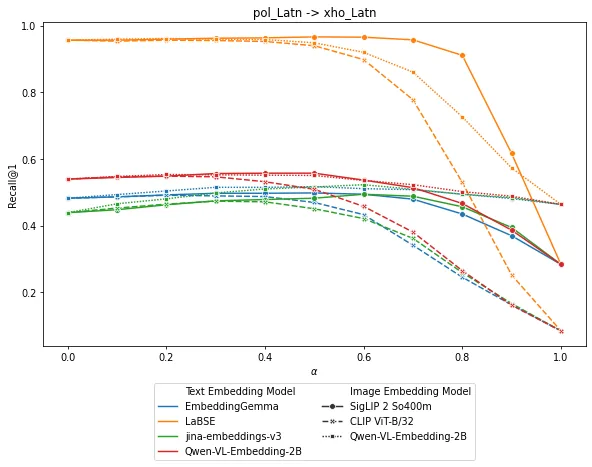 pol_Latn -> xho_Latn
Recall@1
1.0
0.8
0.6
0.4
0.2
0.0 0.2 0.4 0.6 0.8 1.0
α
Text Embedding Model
EmbeddingGemma
LaBSE
jina-embeddings-v3
Qwen-VL-Embedding-2B
Image Embedding Model
SigLIP 2 So400m
CLIP ViT-B/32
Qwen-VL-Embedding-2B